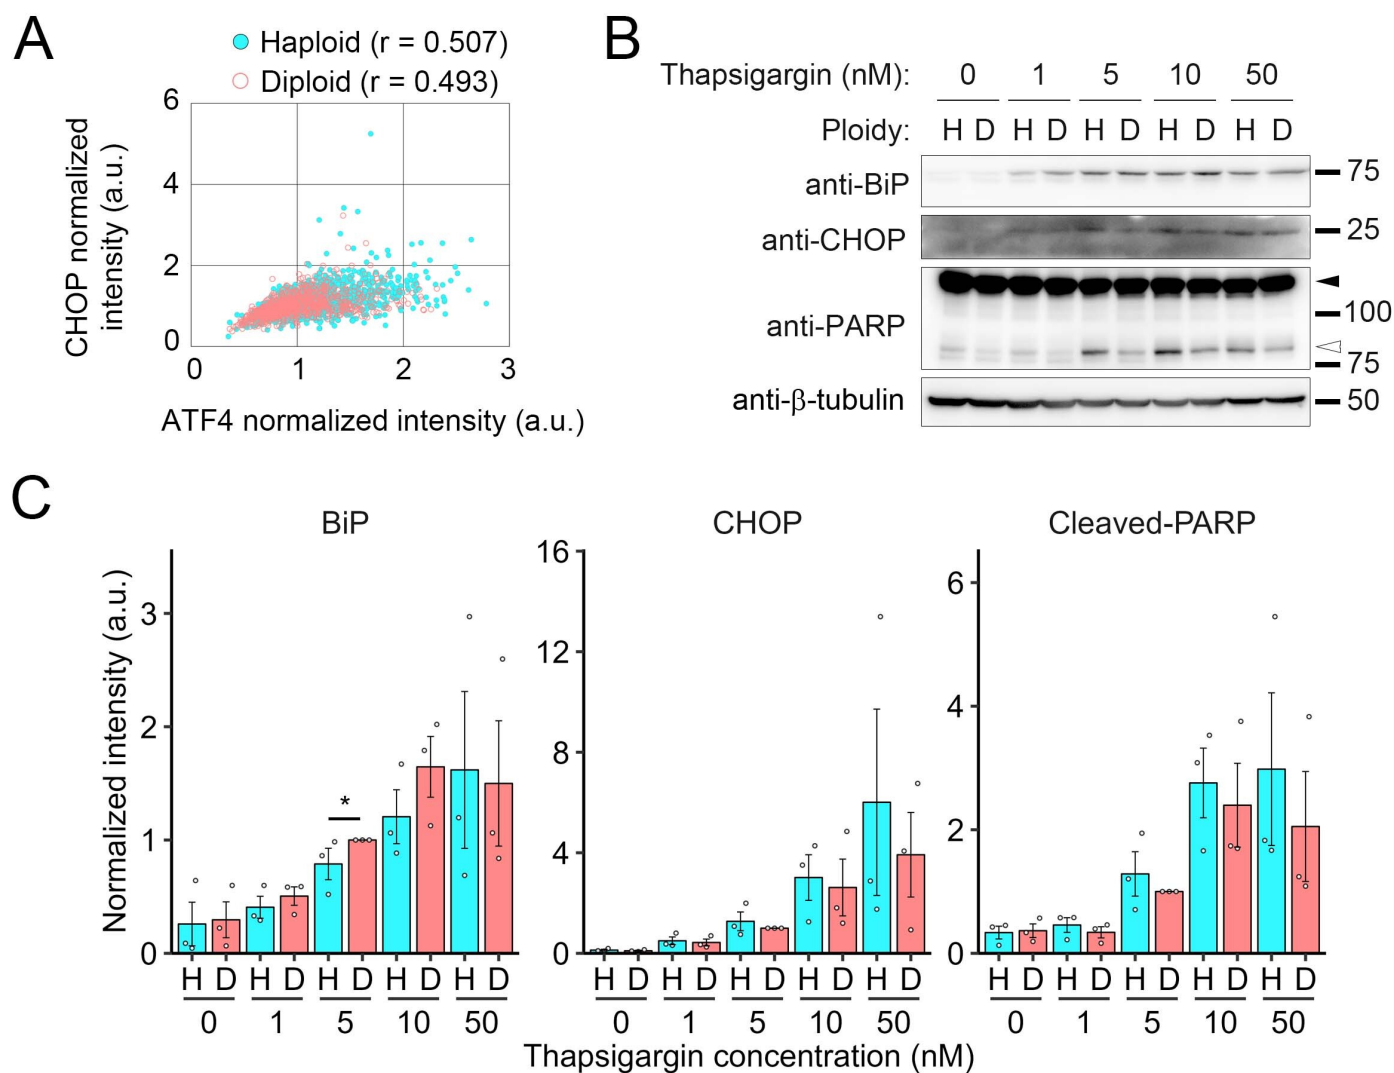 A
Haploid (r = 0.507)
Diploid (r = 0.493)
CHOP normalized
intensity (a.u.)
6
4
2
0
0 1 2 3
ATF4 normalized intensity (a.u.)
B
Thapsigargin (nM): 0 1 5 10 50
Ploidy: H D H D H D H D H D
anti-BiP 75
anti-CHOP 25
anti-PARP 100
75
anti-β-tubulin 50
C
BiP
Normalized intensity (a.u.)
3
2
1
0
*
H D H D H D H D H D
0 1 5 10 50
CHOP
16
12
8
4
0
H D H D H D H D H D
0 1 5 10 50
Cleaved-PARP
6
4
2
0
H D H D H D H D H D
0 1 5 10 50
Thapsigargin concentration (nM)